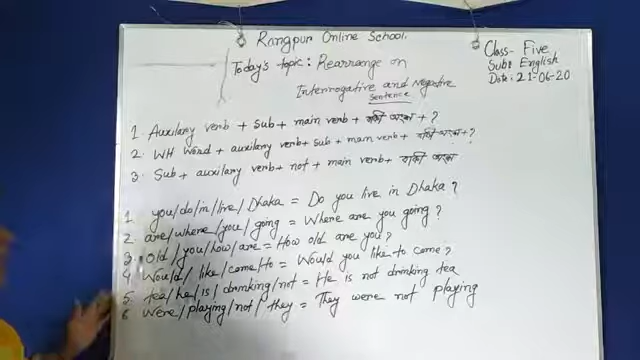 Rangpur Online School.
Class- Five
Sub: English
Date: 21-06-20
Today's topic: Rearrange on
Interrogative and Negative
Sentence
1. Auxilary verb + sub + main verb + বাকী অংশ + ?
2. WH Word + auxilary verb + sub + main verb + বাকী অংশ + ?
3. Sub + auxilary verb + not + main verb + বাকী অংশ
1 you/do/in/live/Dhaka = Do you live in Dhaka?
2 are/where/you/going = Where are you going?
3. old/you/how/are = How old are you?
4 Would/like/come/to = Would you like to come?
5. tea/he/is/drinking/not = He is not drinking tea
6 Were/playing/not/they = They were not playing